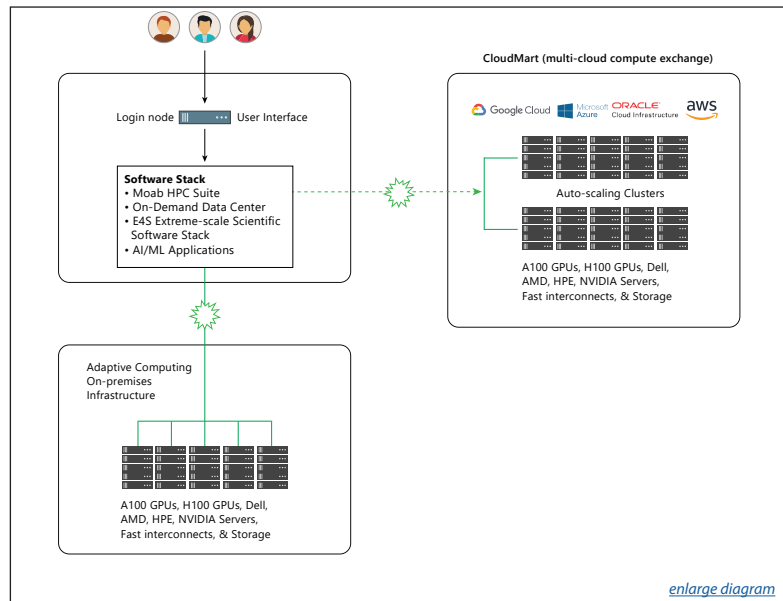 CloudMart (multi-cloud compute exchange)
Google Cloud
Microsoft
Azure
ORACLE
Cloud Infrastructure
aws
Login node
User Interface
Software Stack
• Moab HPC Suite
• On-Demand Data Center
• E4S Extreme-scale Scientific
Software Stack
• AI/ML Applications
Auto-scaling Clusters
A100 GPUs, H100 GPUs, Dell,
AMD, HPE, NVIDIA Servers,
Fast interconnects, & Storage
Adaptive Computing
On-premises
Infrastructure
A100 GPUs, H100 GPUs, Dell,
AMD, HPE, NVIDIA Servers,
Fast interconnects, & Storage
enlarge diagram